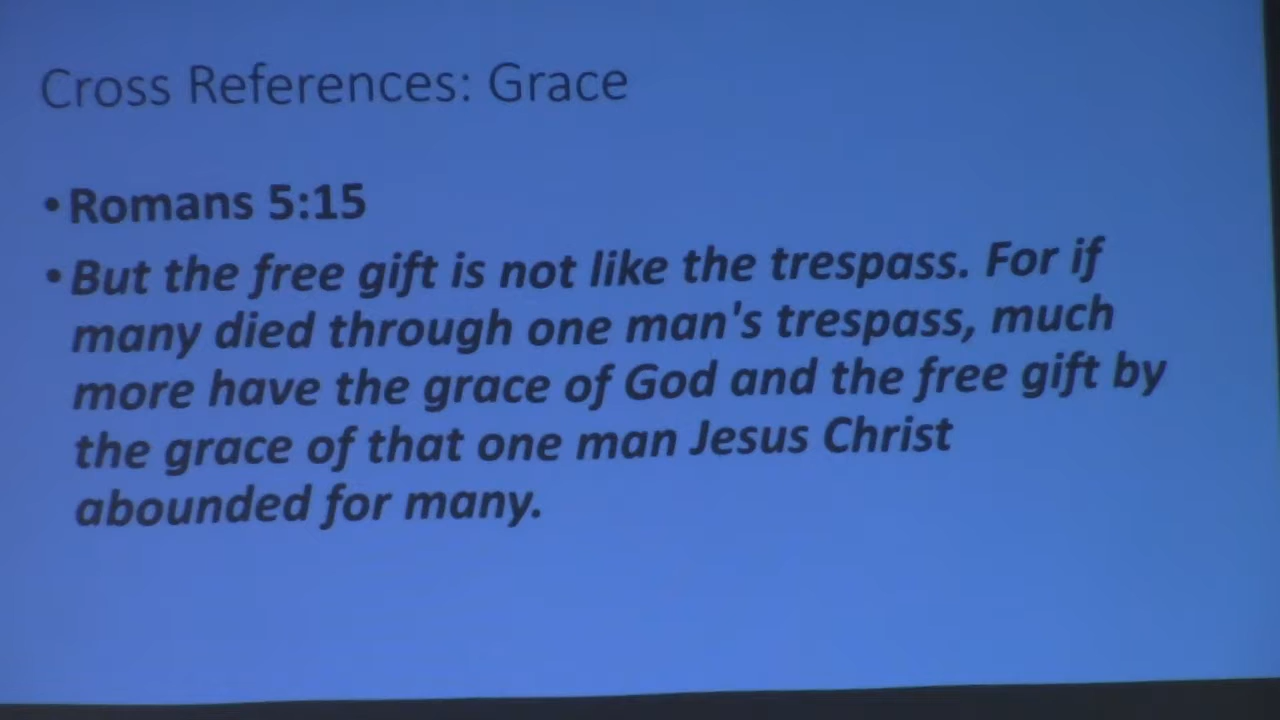 Cross References: Grace
•Romans 5:15
•But the free gift is not like the trespass. For if
many died through one man's trespass, much
more have the grace of God and the free gift by
the grace of that one man Jesus Christ
abounded for many.